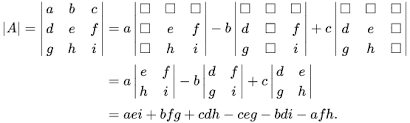 |A| = |a b c; d e f; g h i| = a |□ □ □; □ e f; □ h i| − b |□ □ □; d □ f; g □ i| + c |□ □ □; d e □; g h □|
= a |e f; h i| − b |d f; g i| + c |d e; g h|
= aei + bfg + cdh − ceg − bdi − afh.